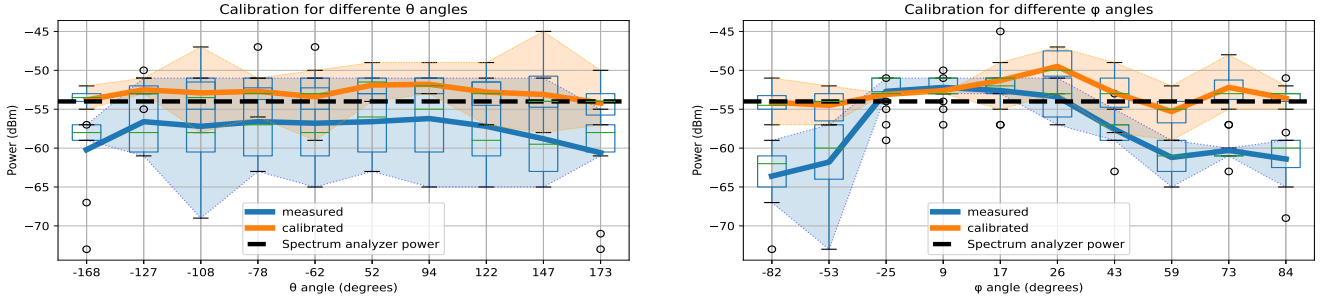 Calibration for differente θ angles
Power (dBm)
−45
−50
−55
−60
−65
−70
-168 -127 -108 -78 -62 52 94 122 147 173
θ angle (degrees)
measured
calibrated
Spectrum analyzer power
Calibration for differente φ angles
Power (dBm)
−45
−50
−55
−60
−65
−70
-82 -53 -25 9 17 26 43 59 73 84
φ angle (degrees)
measured
calibrated
Spectrum analyzer power